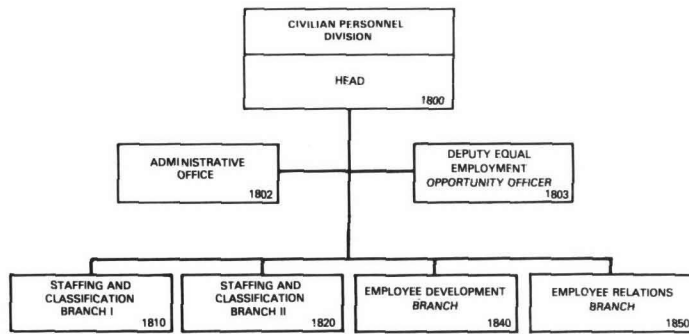 CIVILIAN PERSONNEL
DIVISION
HEAD
1800
ADMINISTRATIVE
OFFICE
1802
DEPUTY EQUAL
EMPLOYMENT
OPPORTUNITY OFFICER
1803
STAFFING AND
CLASSIFICATION
BRANCH I
1810
STAFFING AND
CLASSIFICATION
BRANCH II
1820
EMPLOYEE DEVELOPMENT
BRANCH
1840
EMPLOYEE RELATIONS
BRANCH
1850